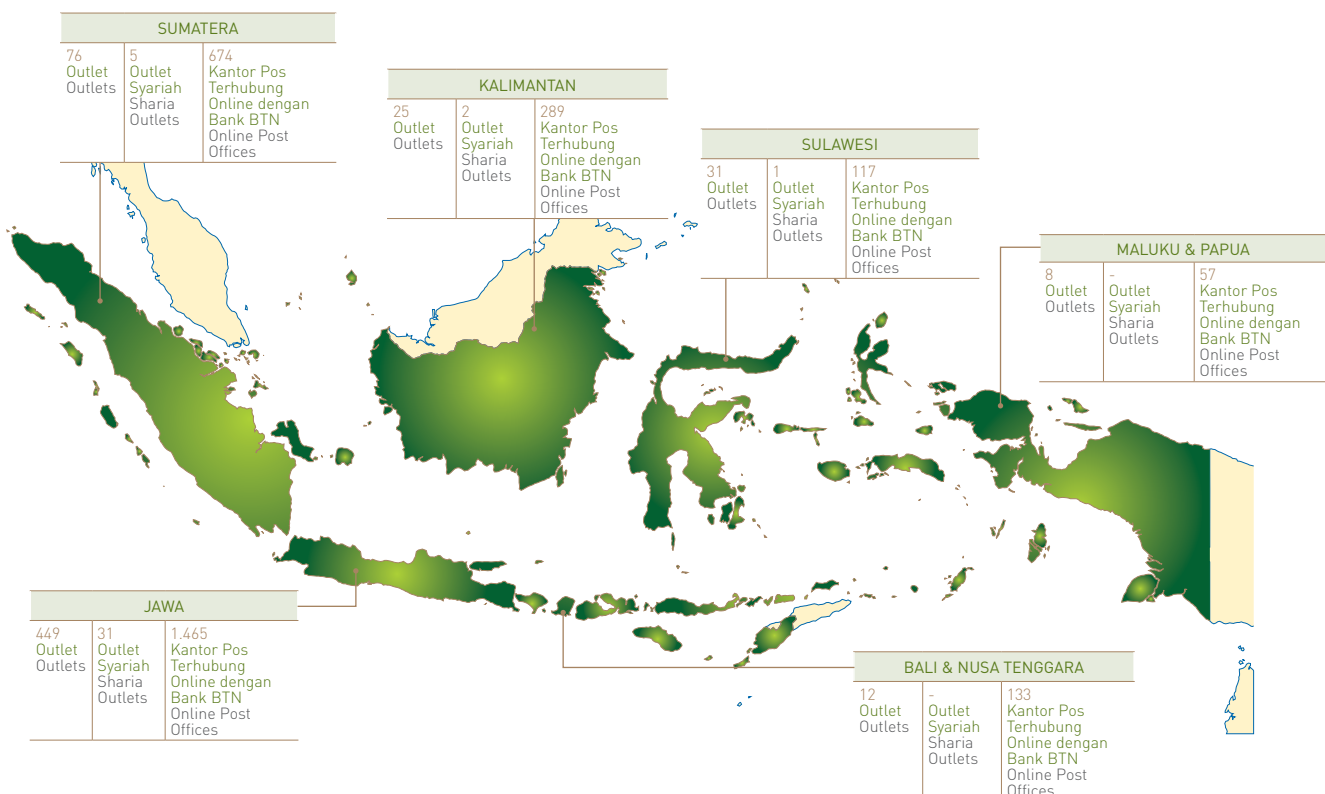 SUMATERA
76
Outlet
Outlets
5
Outlet
Syariah
Sharia
Outlets
674
Kantor Pos
Terhubung
Online dengan
Bank BTN
Online Post
Offices
KALIMANTAN
25
Outlet
Outlets
2
Outlet
Syariah
Sharia
Outlets
289
Kantor Pos
Terhubung
Online dengan
Bank BTN
Online Post
Offices
SULAWESI
31
Outlet
Outlets
1
Outlet
Syariah
Sharia
Outlets
117
Kantor Pos
Terhubung
Online dengan
Bank BTN
Online Post
Offices
MALUKU & PAPUA
8
Outlet
Outlets
-
Outlet
Syariah
Sharia
Outlets
57
Kantor Pos
Terhubung
Online dengan
Bank BTN
Online Post
Offices
JAWA
449
Outlet
Outlets
31
Outlet
Syariah
Sharia
Outlets
1.465
Kantor Pos
Terhubung
Online dengan
Bank BTN
Online Post
Offices
BALI & NUSA TENGGARA
12
Outlet
Outlets
-
Outlet
Syariah
Sharia
Outlets
133
Kantor Pos
Terhubung
Online dengan
Bank BTN
Online Post
Offices